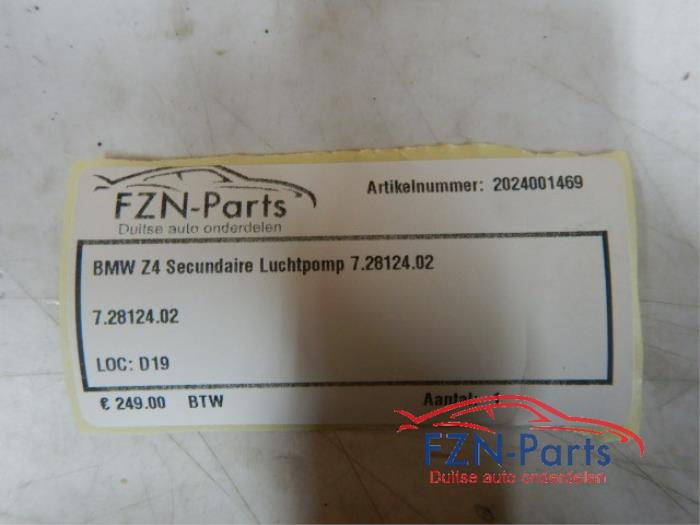 FZN-Parts
Duitse auto onderdelen
Artikelnummer: 2024001469
BMW Z4 Secundaire Luchtpomp 7.28124.02
7.28124.02
LOC: D19
€ 249.00 BTW
FZN-Parts
Duitse auto onderdelen